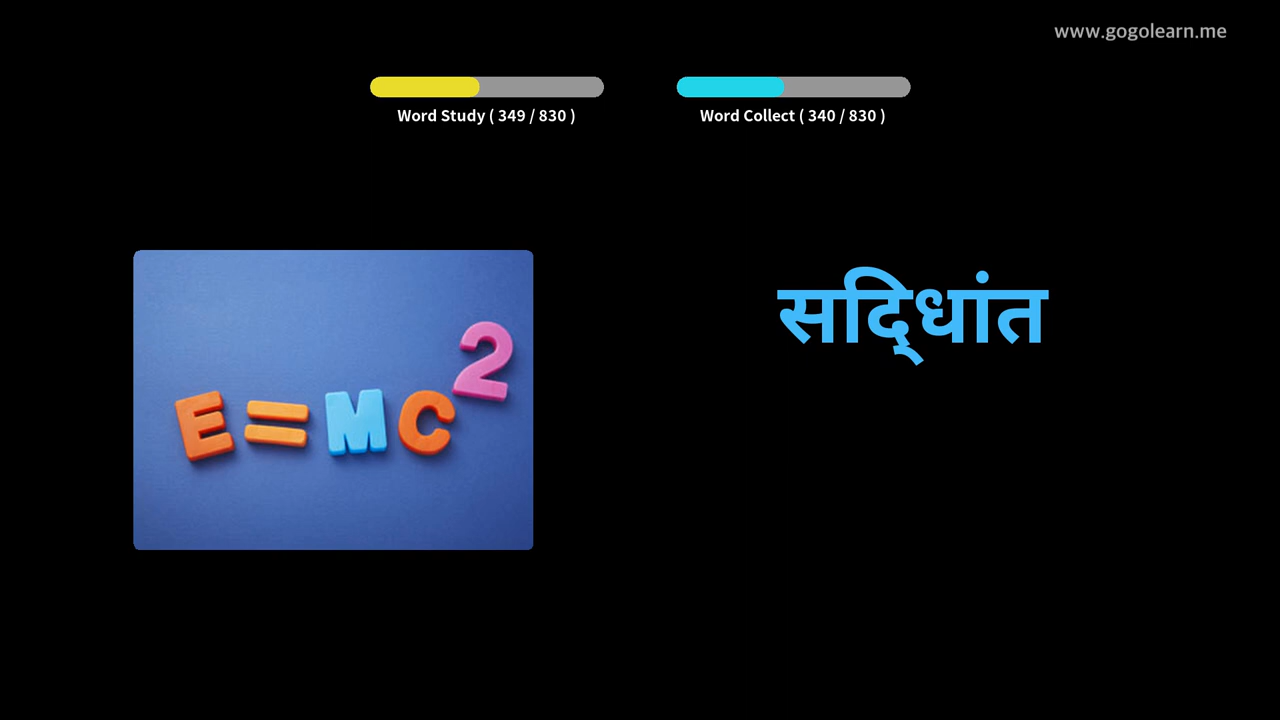 www.gogolearn.me
Word Study ( 349 / 830 )
Word Collect ( 340 / 830 )
E=MC2
सद्धिांत